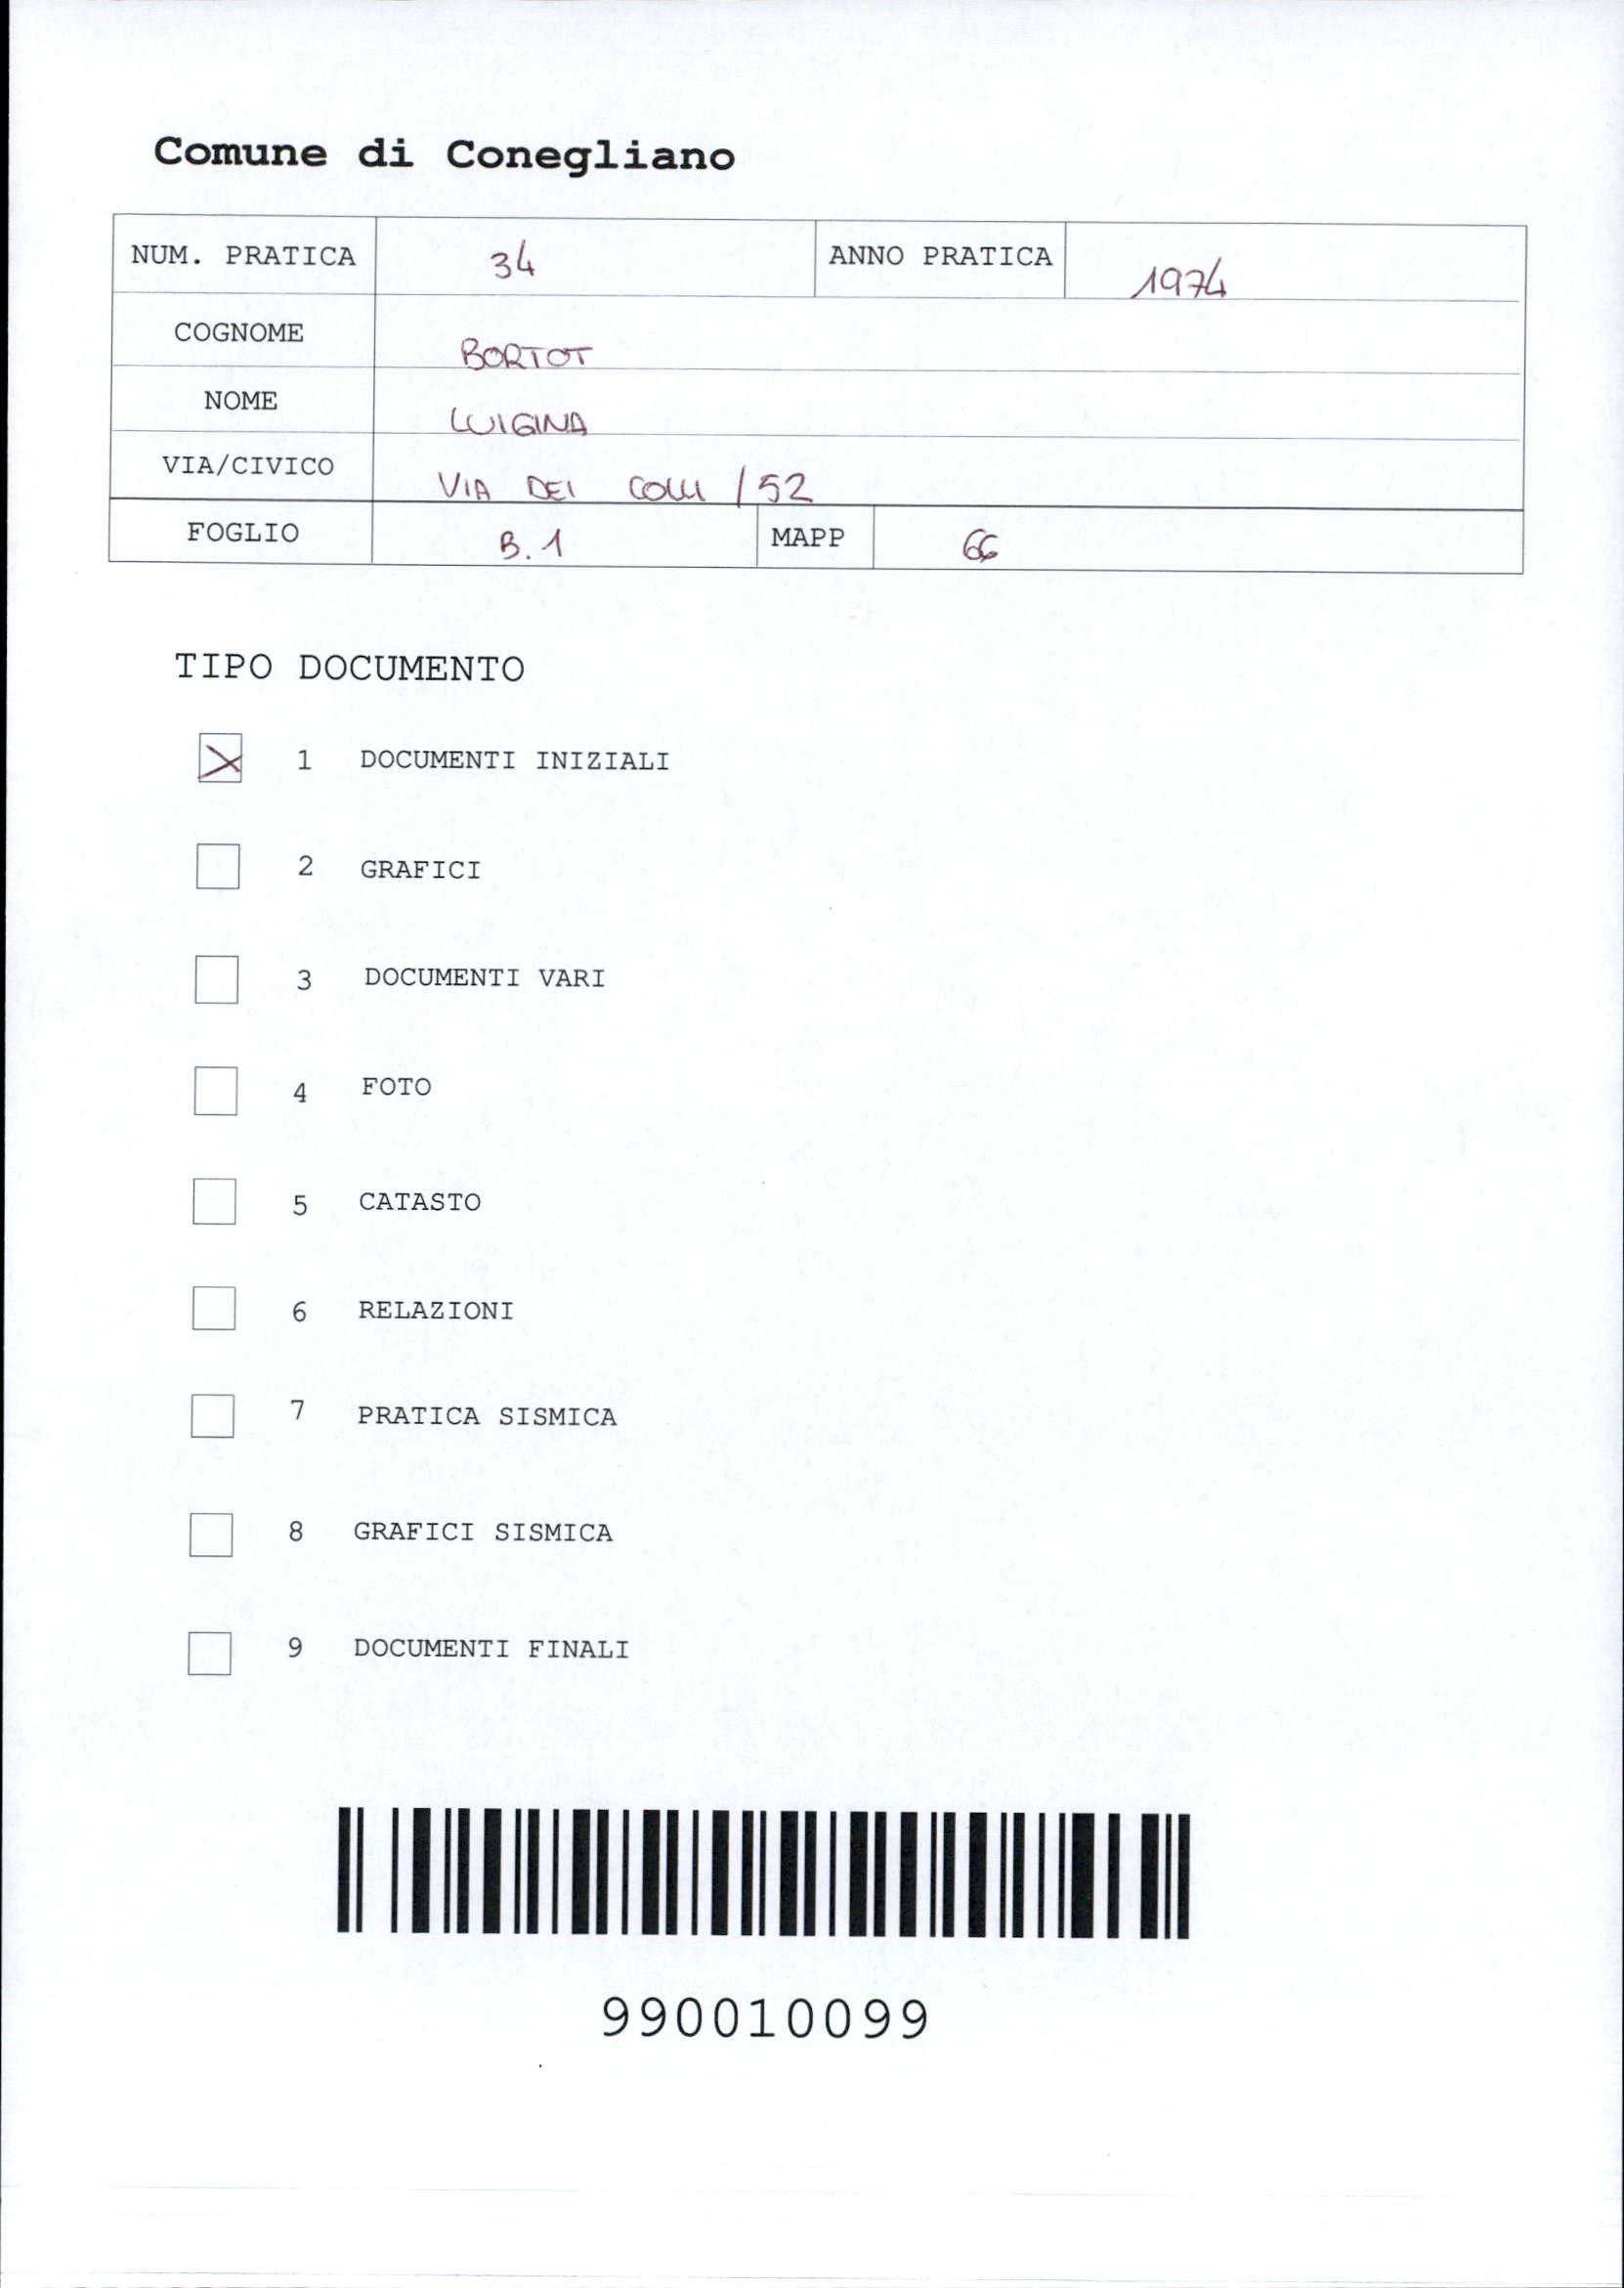 Comune di Conegliano
NUM. PRATICA 34 ANNO PRATICA 1974
COGNOME BORTOT
NOME LUIGINA
VIA/CIVICO VIA DEI COLLI /52
FOGLIO B.1 MAPP 66
TIPO DOCUMENTO
1 DOCUMENTI INIZIALI
2 GRAFICI
3 DOCUMENTI VARI
4 FOTO
5 CATASTO
6 RELAZIONI
7 PRATICA SISMICA
8 GRAFICI SISMICA
9 DOCUMENTI FINALI
990010099